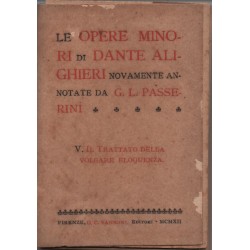 LE OPERE MINO-
RI DI DANTE ALI-
GHIERI NOVAMENTE AN-
NOTATE DA G. L. PASSE-
RINI
V. IL TRATTATO DELLA
VOLGARE ELOQUENZA
FIRENZE, G. C. SANSONI, EDITORE - MCMXII